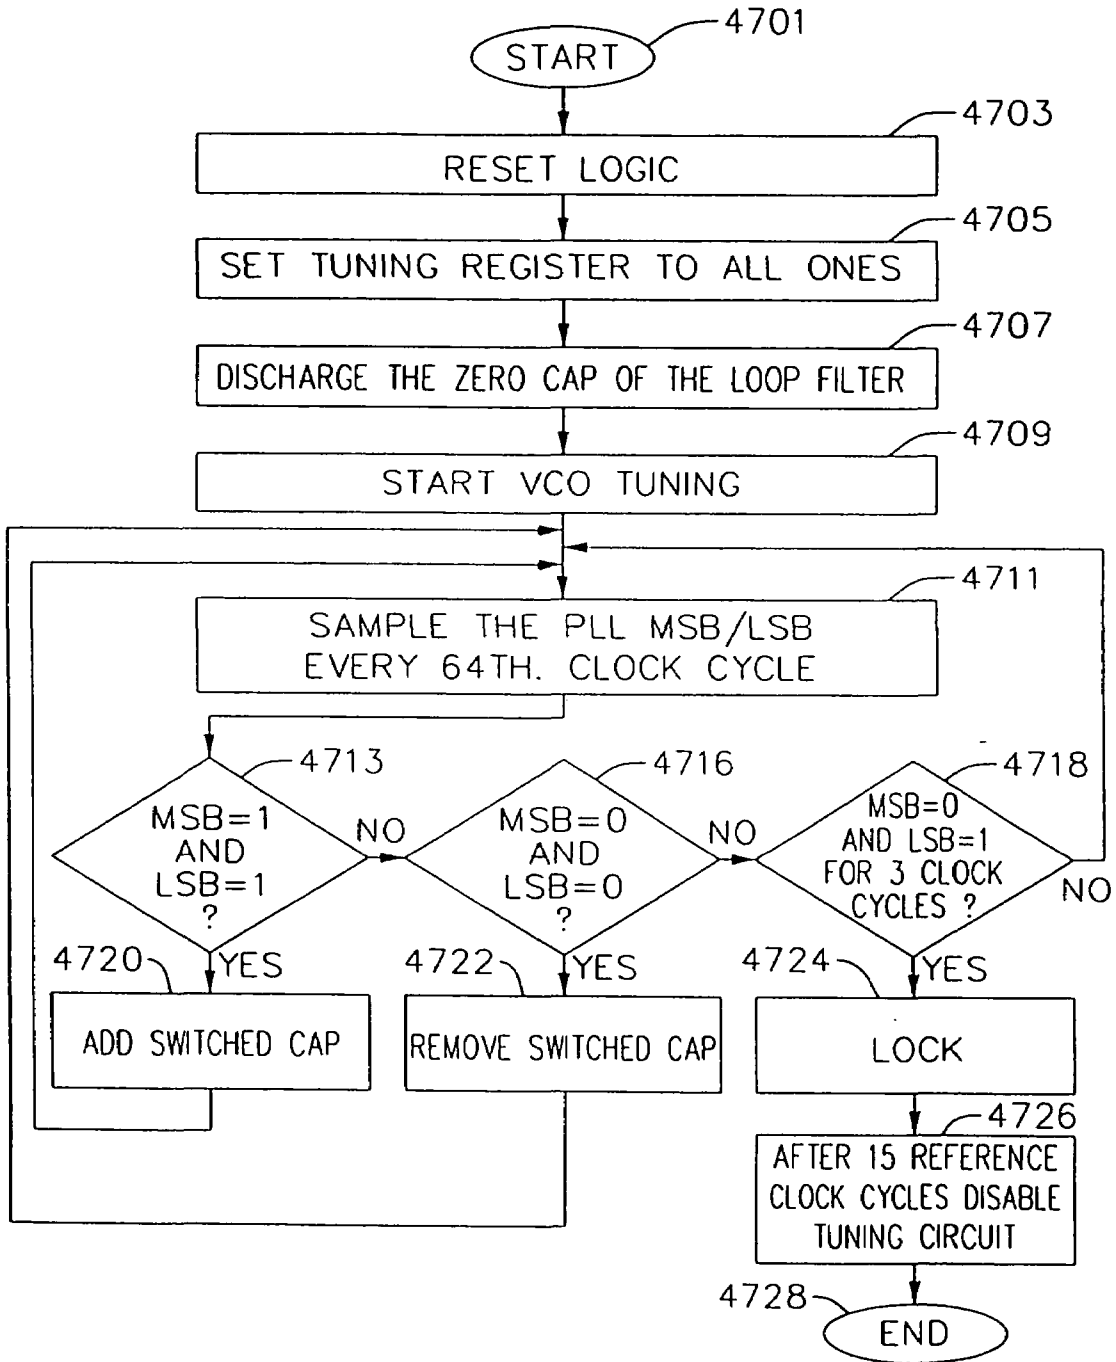 4701
START
4703
RESET LOGIC
4705
SET TUNING REGISTER TO ALL ONES
4707
DISCHARGE THE ZERO CAP OF THE LOOP FILTER
4709
START VCO TUNING
4711
SAMPLE THE PLL MSB/LSB
EVERY 64TH. CLOCK CYCLE
4713
MSB=1
AND
LSB=1
?
NO
YES
4716
MSB=0
AND
LSB=0
?
NO
YES
4718
MSB=0
AND LSB=1
FOR 3 CLOCK
CYCLES ?
NO
YES
4720
ADD SWITCHED CAP
4722
REMOVE SWITCHED CAP
4724
LOCK
4726
AFTER 15 REFERENCE
CLOCK CYCLES DISABLE
TUNING CIRCUIT
4728
END